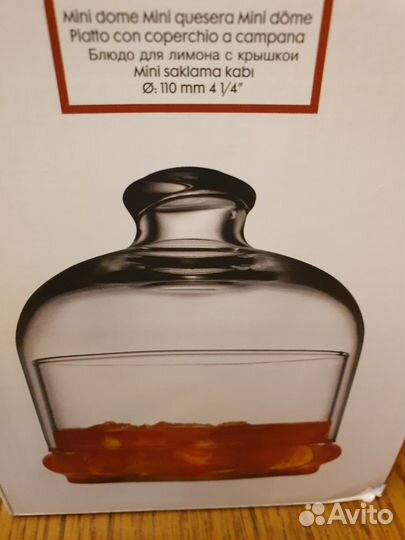 Mini dome Mini quesera Mini dôme
Piatto con coperchio a campana
Блюдо для лимона с крышкой
Mini saklama kabı
Ø: 110 mm 4 1/4"
Avito